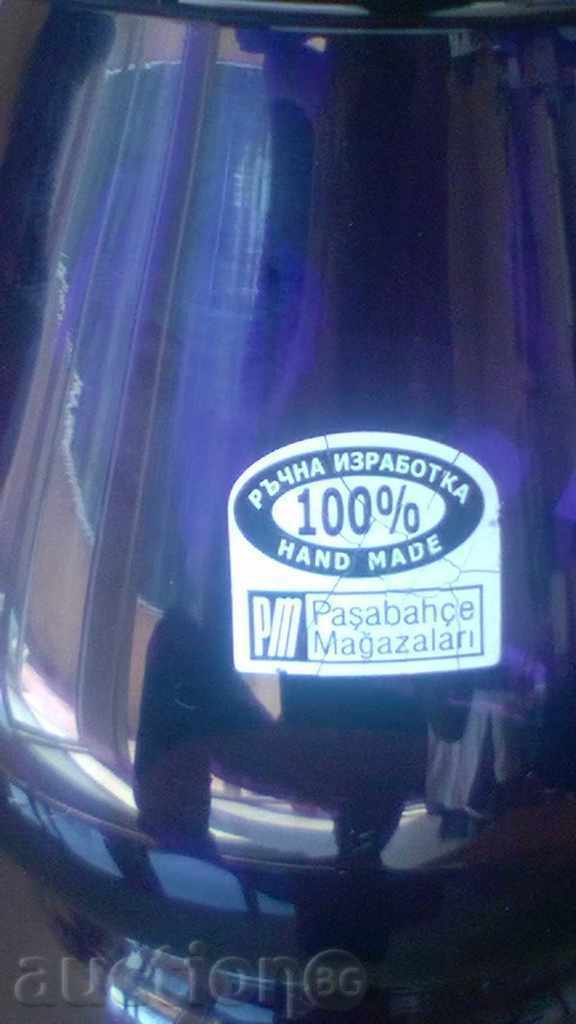 РЪЧНА ИЗРАБОТКА
100%
HAND MADE
PM Paşabahçe
Mağazaları
auction BG